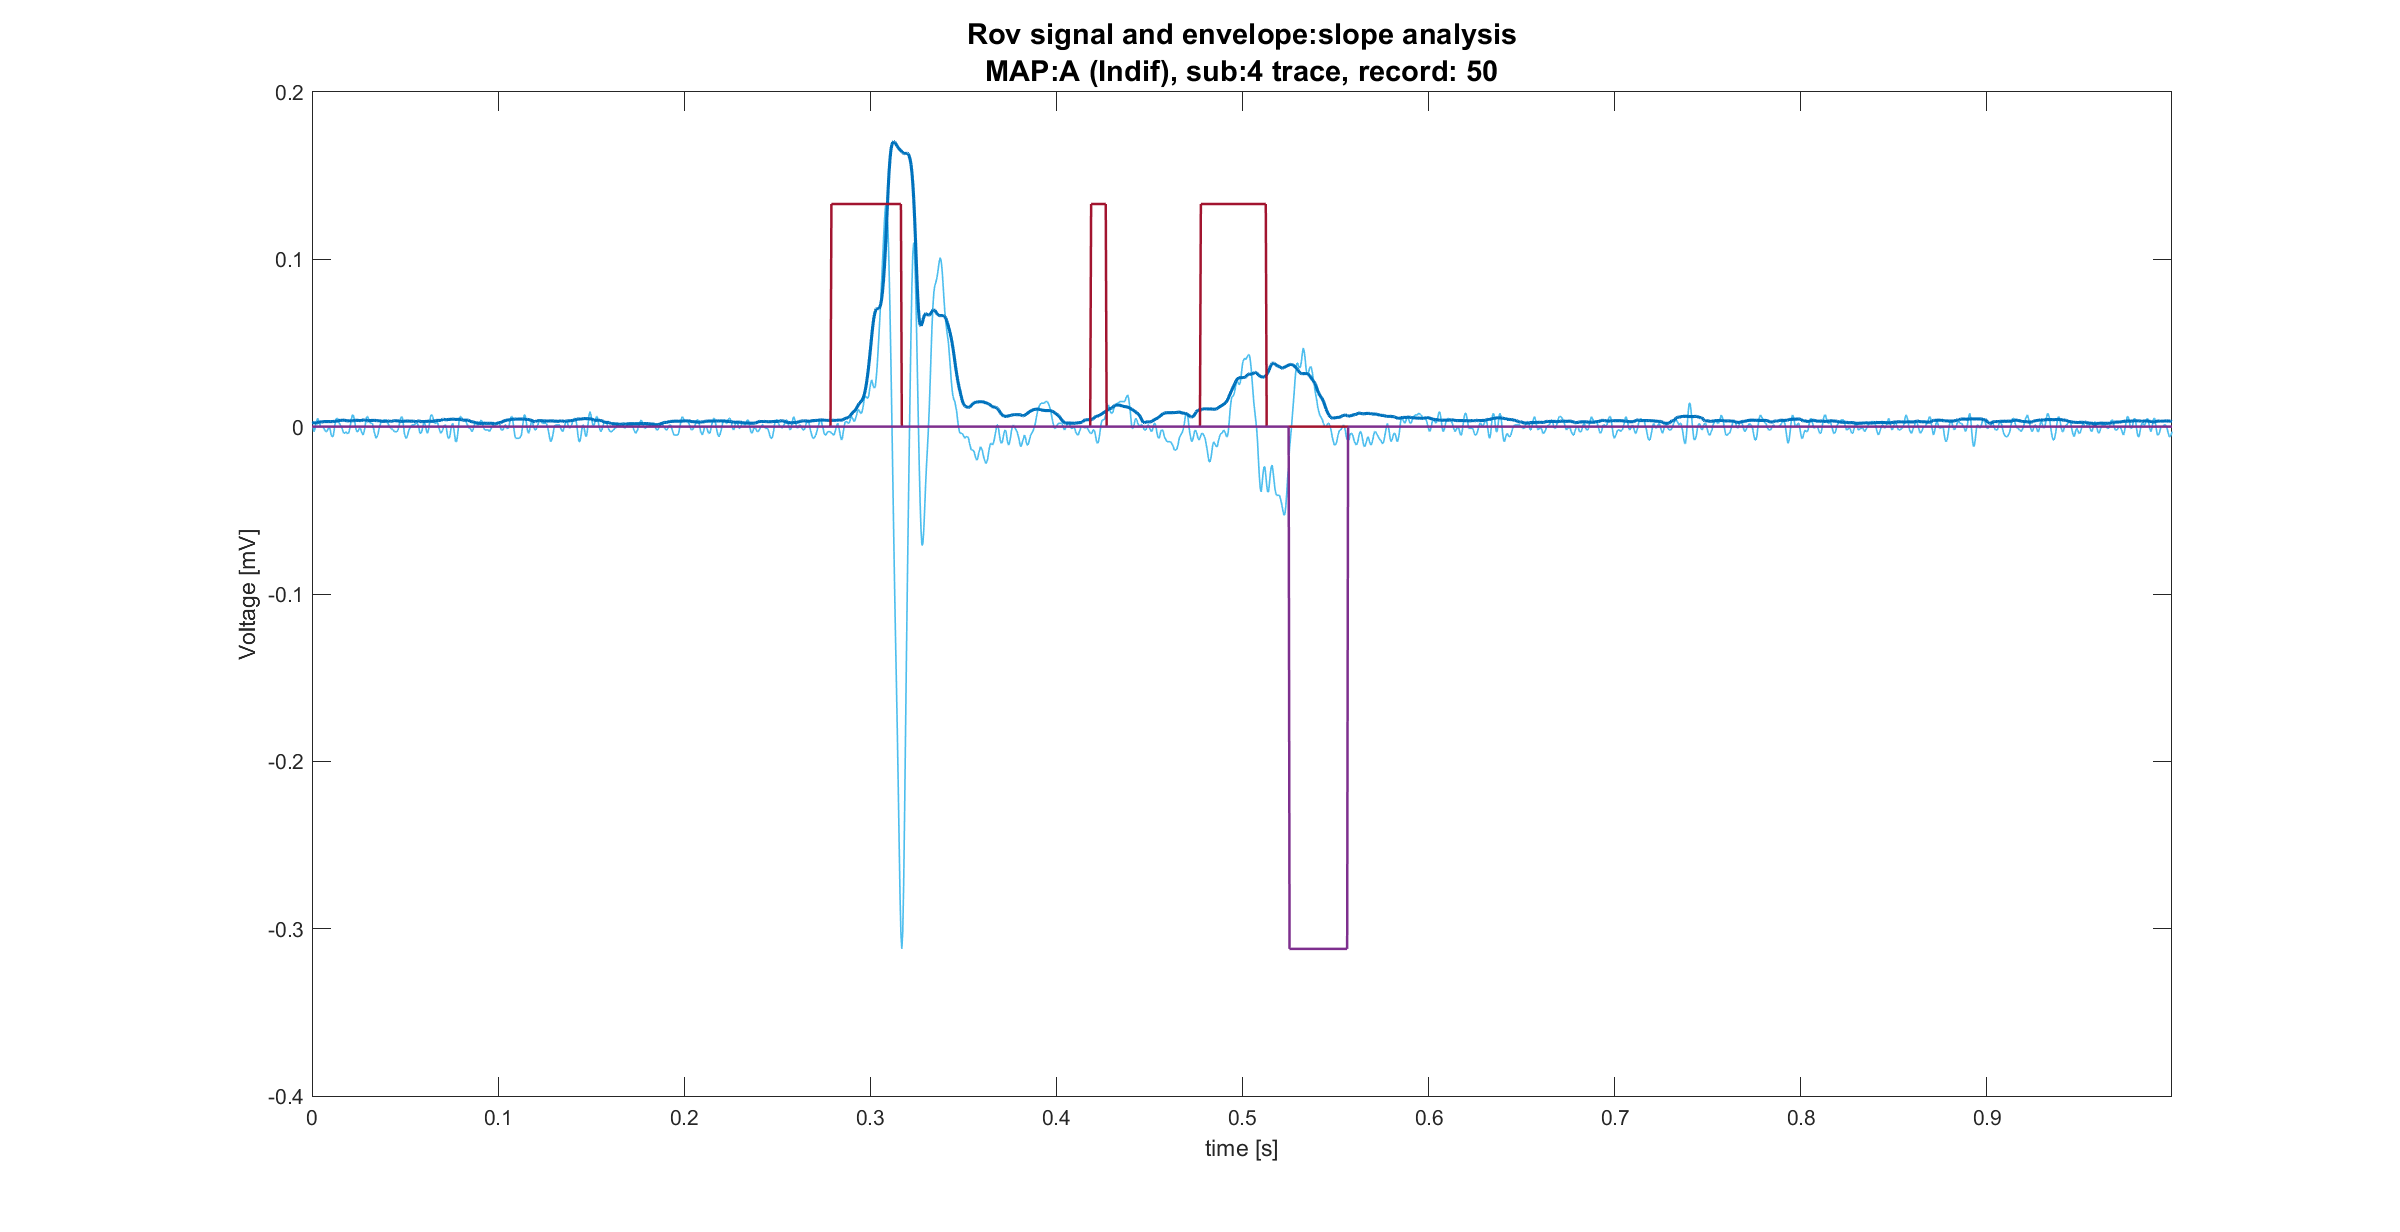 Rov signal and envelope:slope analysis
MAP:A (Indif), sub:4 trace, record: 50
0.2
0.1
0
-0.1
-0.2
-0.3
-0.4
Voltage [mV]
0 0.1 0.2 0.3 0.4 0.5 0.6 0.7 0.8 0.9
time [s]